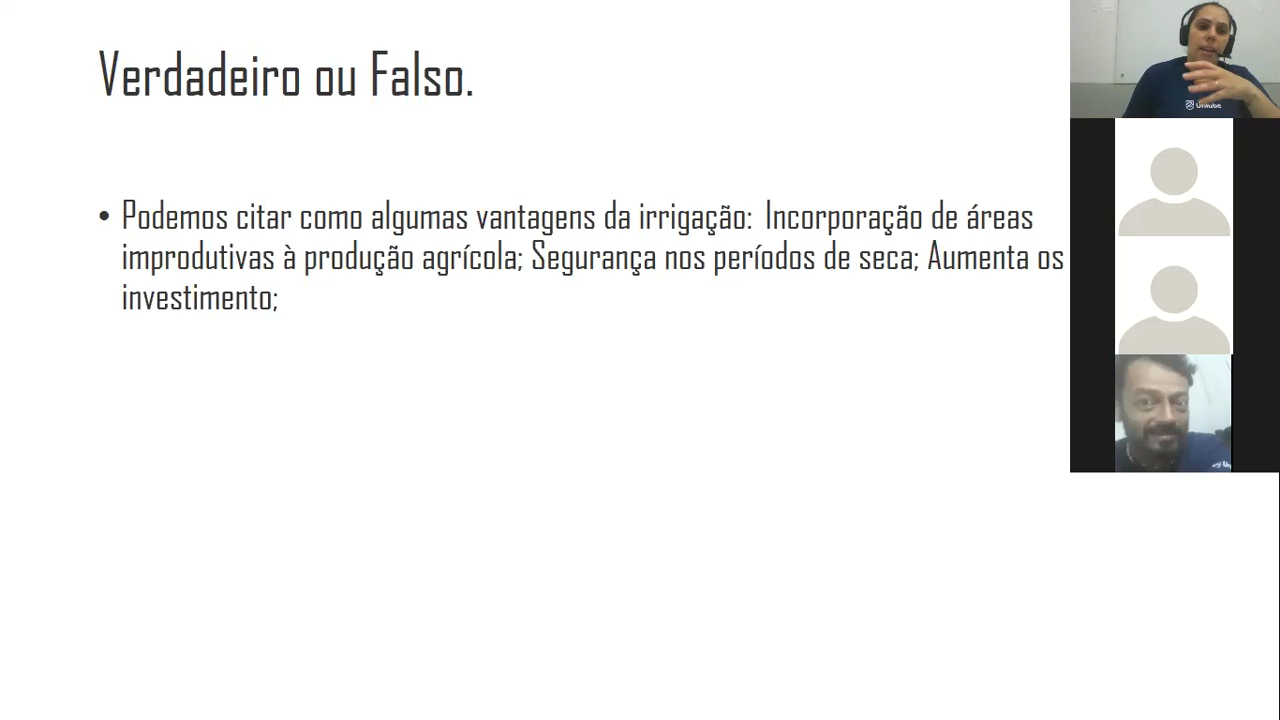 Verdadeiro ou Falso.
• Podemos citar como algumas vantagens da irrigação: Incorporação de áreas
improdutivas à produção agrícola; Segurança nos períodos de seca; Aumenta os
investimento;
Uniube